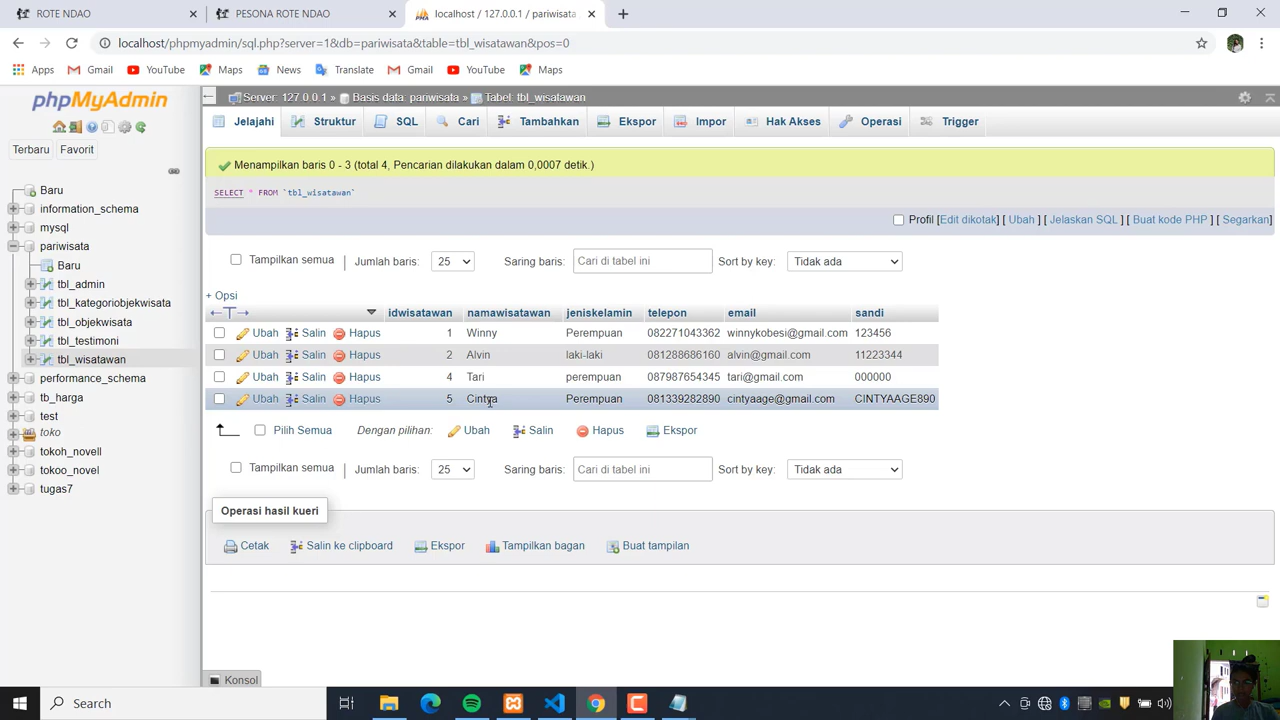 ROTE NDAO
PESONA ROTE NDAO
localhost / 127.0.0.1 / pariwisata
localhost/phpmyadmin/sql.php?server=1&db=pariwisata&table=tbl_wisatawan&pos=0
Apps Gmail YouTube Maps News Translate Gmail YouTube Maps
phpMyAdmin
Terbaru Favorit
Baru
information_schema
mysql
pariwisata
Baru
tbl_admin
tbl_kategoriobjekwisata
tbl_objekwisata
tbl_testimoni
tbl_wisatawan
performance_schema
tb_harga
test
toko
tokoh_novell
tokoo_novel
tugas7
Server: 127.0.0.1 » Basis data: pariwisata » Tabel: tbl_wisatawan
Jelajahi Struktur SQL Cari Tambahkan Ekspor Impor Hak Akses Operasi Trigger
Menampilkan baris 0 - 3 (total 4, Pencarian dilakukan dalam 0,0007 detik.)
SELECT * FROM `tbl_wisatawan`
Profil [Edit dikotak] [ Ubah ] [ Jelaskan SQL ] [ Buat kode PHP ] [ Segarkan]
Tampilkan semua | Jumlah baris: 25 Saring baris: Cari di tabel ini Sort by key: Tidak ada
+ Opsi
←T→ idwisatawan namawisatawan jeniskelamin telepon email sandi
Ubah Salin Hapus 1 Winny Perempuan 082271043362 winnykobesi@gmail.com 123456
Ubah Salin Hapus 2 Alvin laki-laki 081288686160 alvin@gmail.com 11223344
Ubah Salin Hapus 4 Tari perempuan 087987654345 tari@gmail.com 000000
Ubah Salin Hapus 5 Cintya Perempuan 081339282890 cintyaage@gmail.com CINTYAAGE890
Pilih Semua Dengan pilihan: Ubah Salin Hapus Ekspor
Tampilkan semua | Jumlah baris: 25 Saring baris: Cari di tabel ini Sort by key: Tidak ada
Operasi hasil kueri
Cetak Salin ke clipboard Ekspor Tampilkan bagan Buat tampilan
Konsol
Search